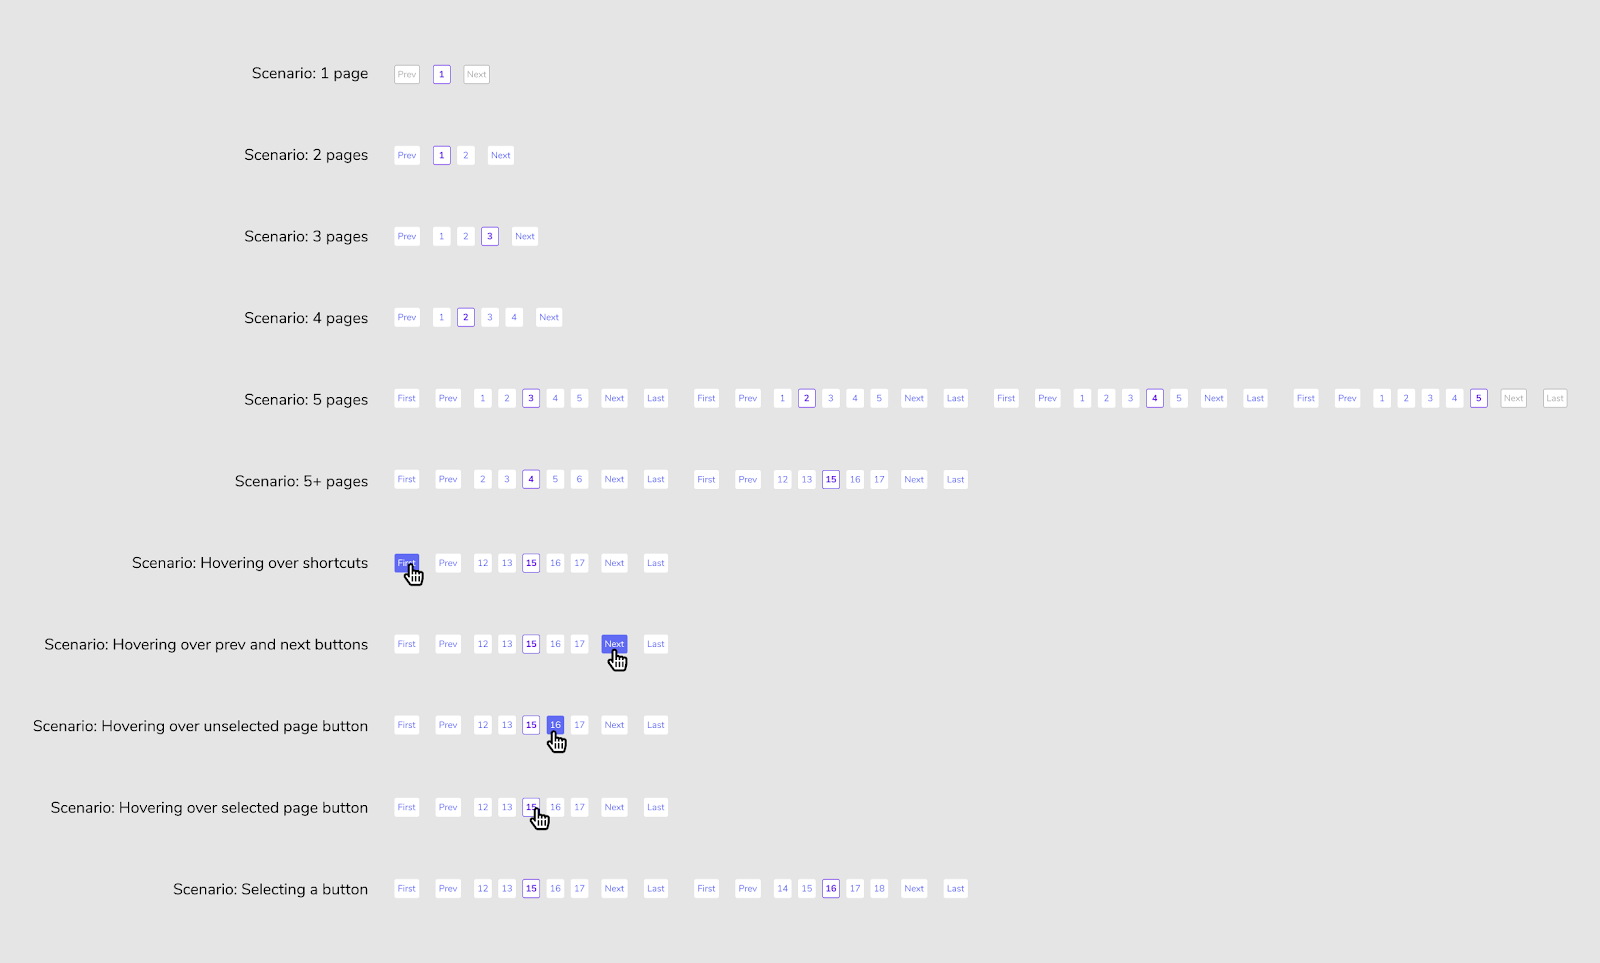 Scenario: 1 page Prev 1 Next
Scenario: 2 pages Prev 1 2 Next
Scenario: 3 pages Prev 1 2 3 Next
Scenario: 4 pages Prev 1 2 3 4 Next
Scenario: 5 pages First Prev 1 2 3 4 5 Next Last First Prev 1 2 3 4 5 Next Last First Prev 1 2 3 4 5 Next Last First Prev 1 2 3 4 5 Next Last
Scenario: 5+ pages First Prev 2 3 4 5 6 Next Last First Prev 12 13 15 16 17 Next Last
Scenario: Hovering over shortcuts First Prev 12 13 15 16 17 Next Last
Scenario: Hovering over prev and next buttons First Prev 12 13 15 16 17 Next Last
Scenario: Hovering over unselected page button First Prev 12 13 15 16 17 Next Last
Scenario: Hovering over selected page button First Prev 12 13 15 16 17 Next Last
Scenario: Selecting a button First Prev 12 13 15 16 17 Next Last First Prev 14 15 16 17 18 Next Last